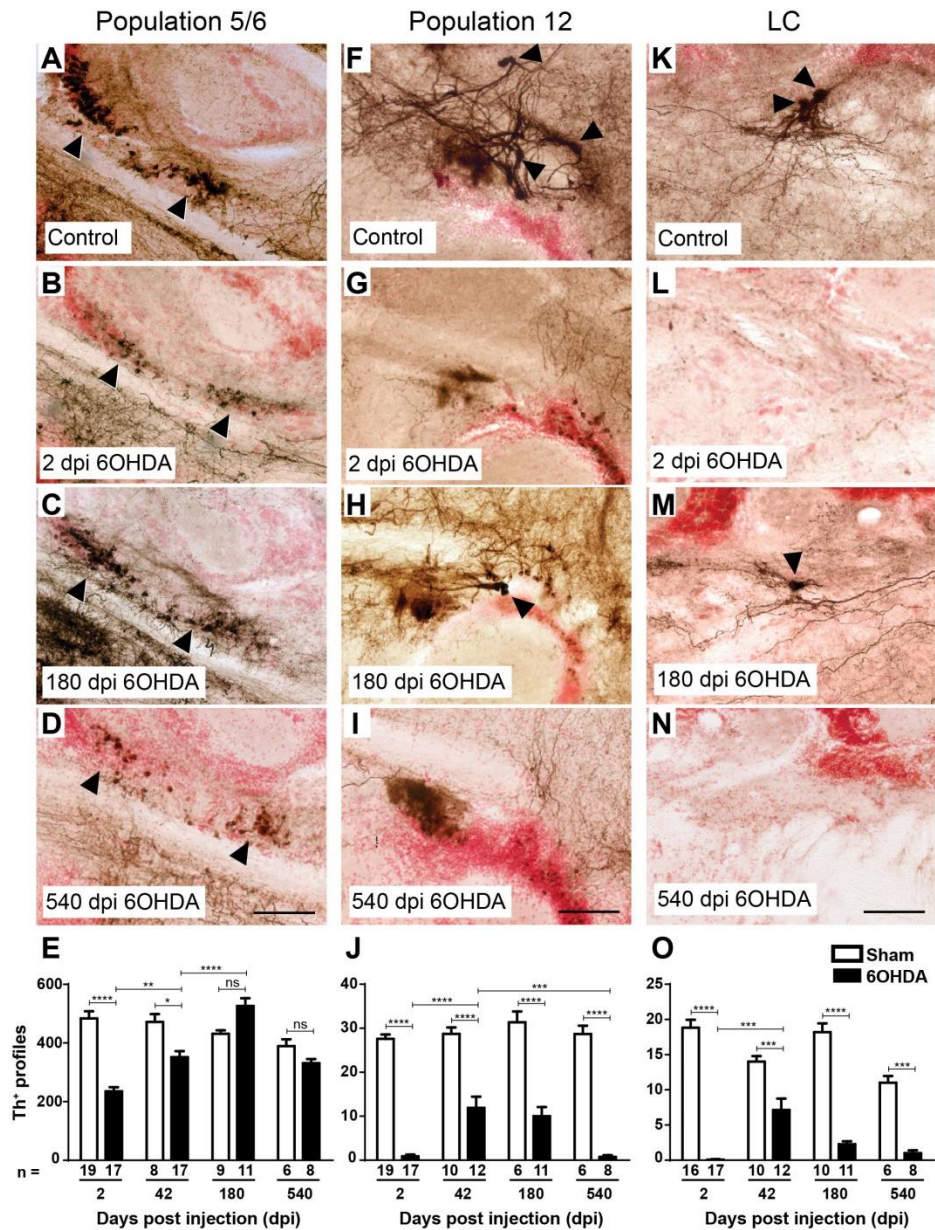 Population 5/6
Population 12
LC
A
Control
F
Control
K
Control
B
2 dpi 6OHDA
G
2 dpi 6OHDA
L
2 dpi 6OHDA
C
180 dpi 6OHDA
H
180 dpi 6OHDA
M
180 dpi 6OHDA
D
540 dpi 6OHDA
I
540 dpi 6OHDA
N
540 dpi 6OHDA
E
Th⁺ profiles
600
400
200
0
****
**
*
****
ns
ns
n = 19 17 8 17 9 11 6 8
2 42 180 540
Days post injection (dpi)
J
40
30
20
10
0
****
****
****
****
***
****
19 17 10 12 6 11 6 8
2 42 180 540
Days post injection (dpi)
O
Sham
6OHDA
25
20
15
10
5
0
****
***
***
****
***
16 17 10 12 10 11 6 8
2 42 180 540
Days post injection (dpi)